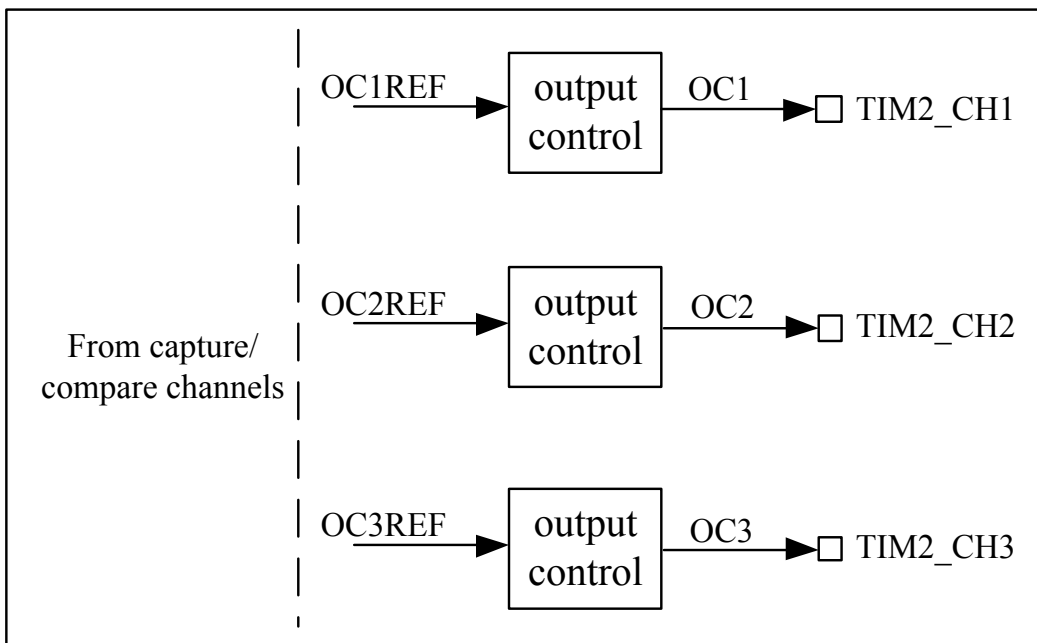 OC1REF
output
control
OC1
TIM2_CH1
From capture/
compare channels
OC2REF
output
control
OC2
TIM2_CH2
OC3REF
output
control
OC3
TIM2_CH3